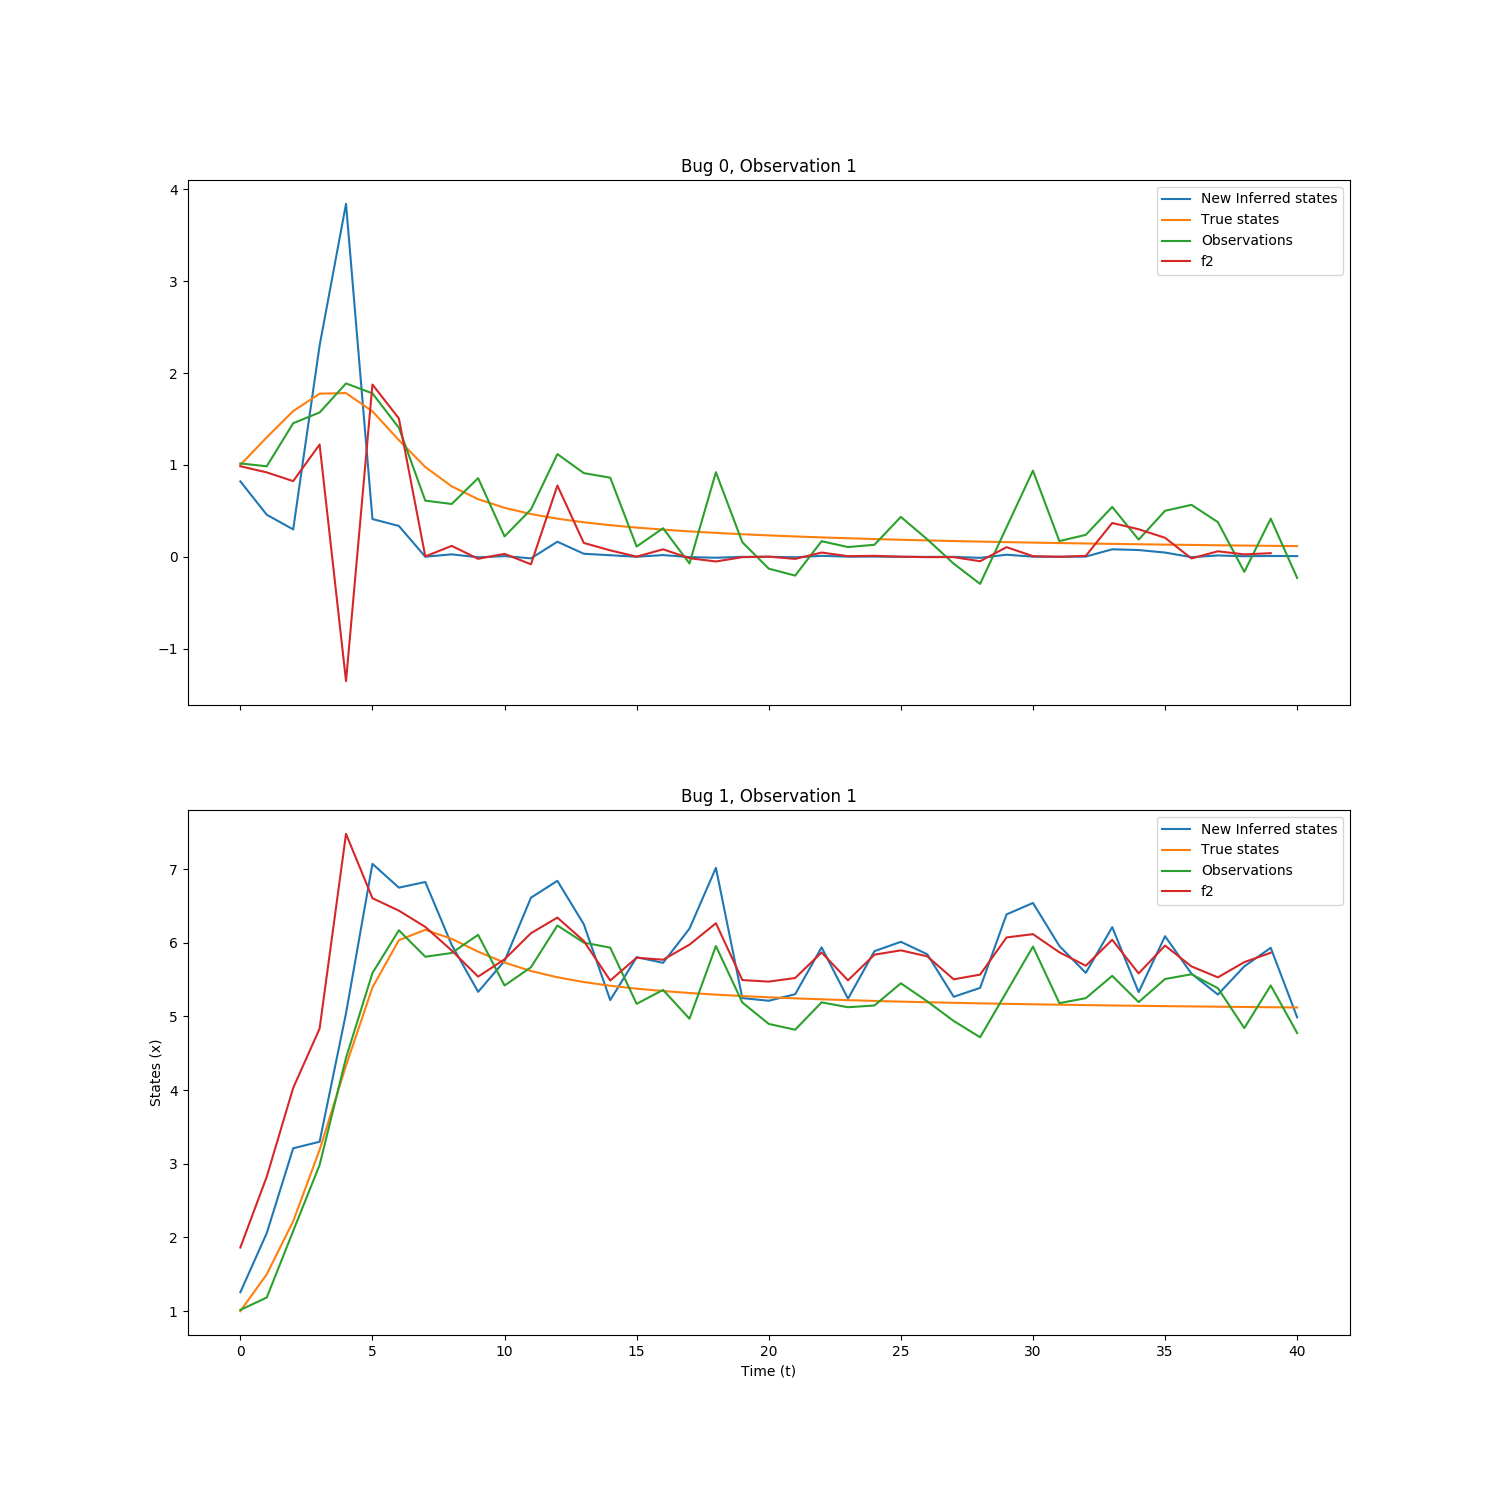 Bug 0, Observation 1
4
3
2
1
0
−1
New Inferred states
True states
Observations
f2
Bug 1, Observation 1
States (x)
7
6
5
4
3
2
1
New Inferred states
True states
Observations
f2
0 5 10 15 20 25 30 35 40
Time (t)